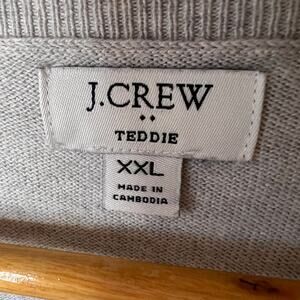 J.CREW
••
TEDDIE
XXL
MADE IN
CAMBODIA